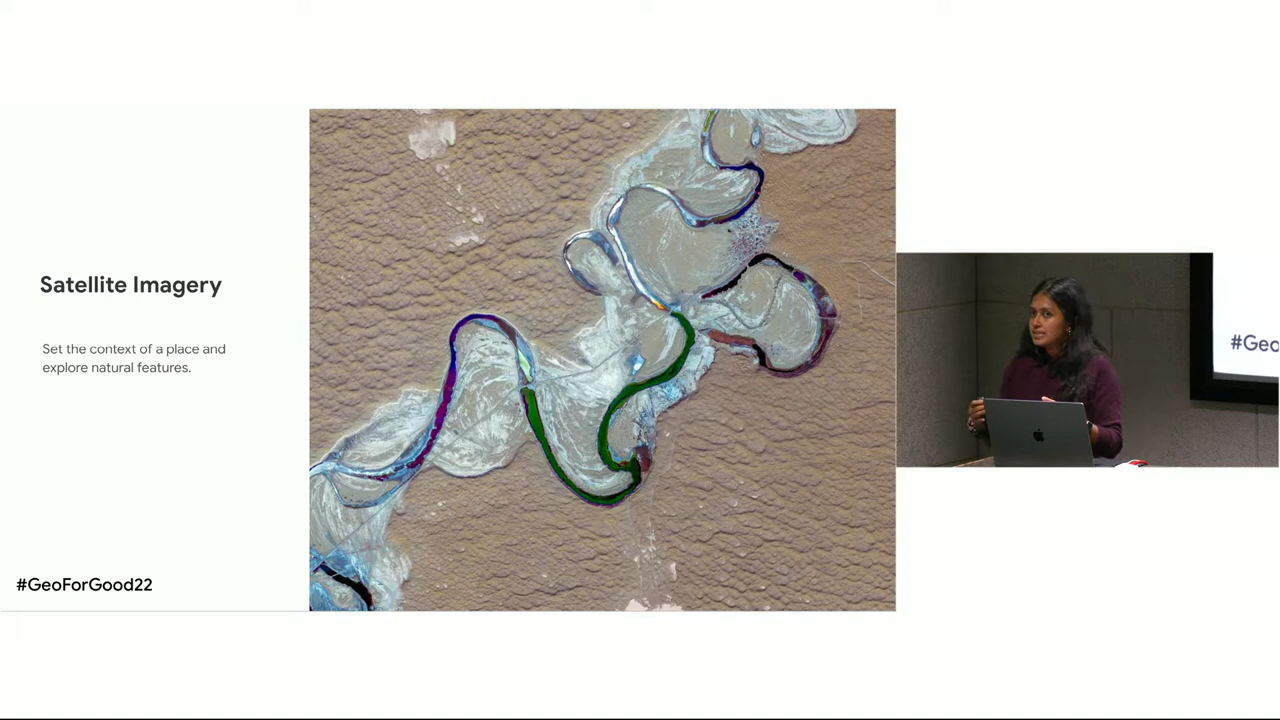 Satellite Imagery
Set the context of a place and
explore natural features.
#GeoForGood22
#Geo